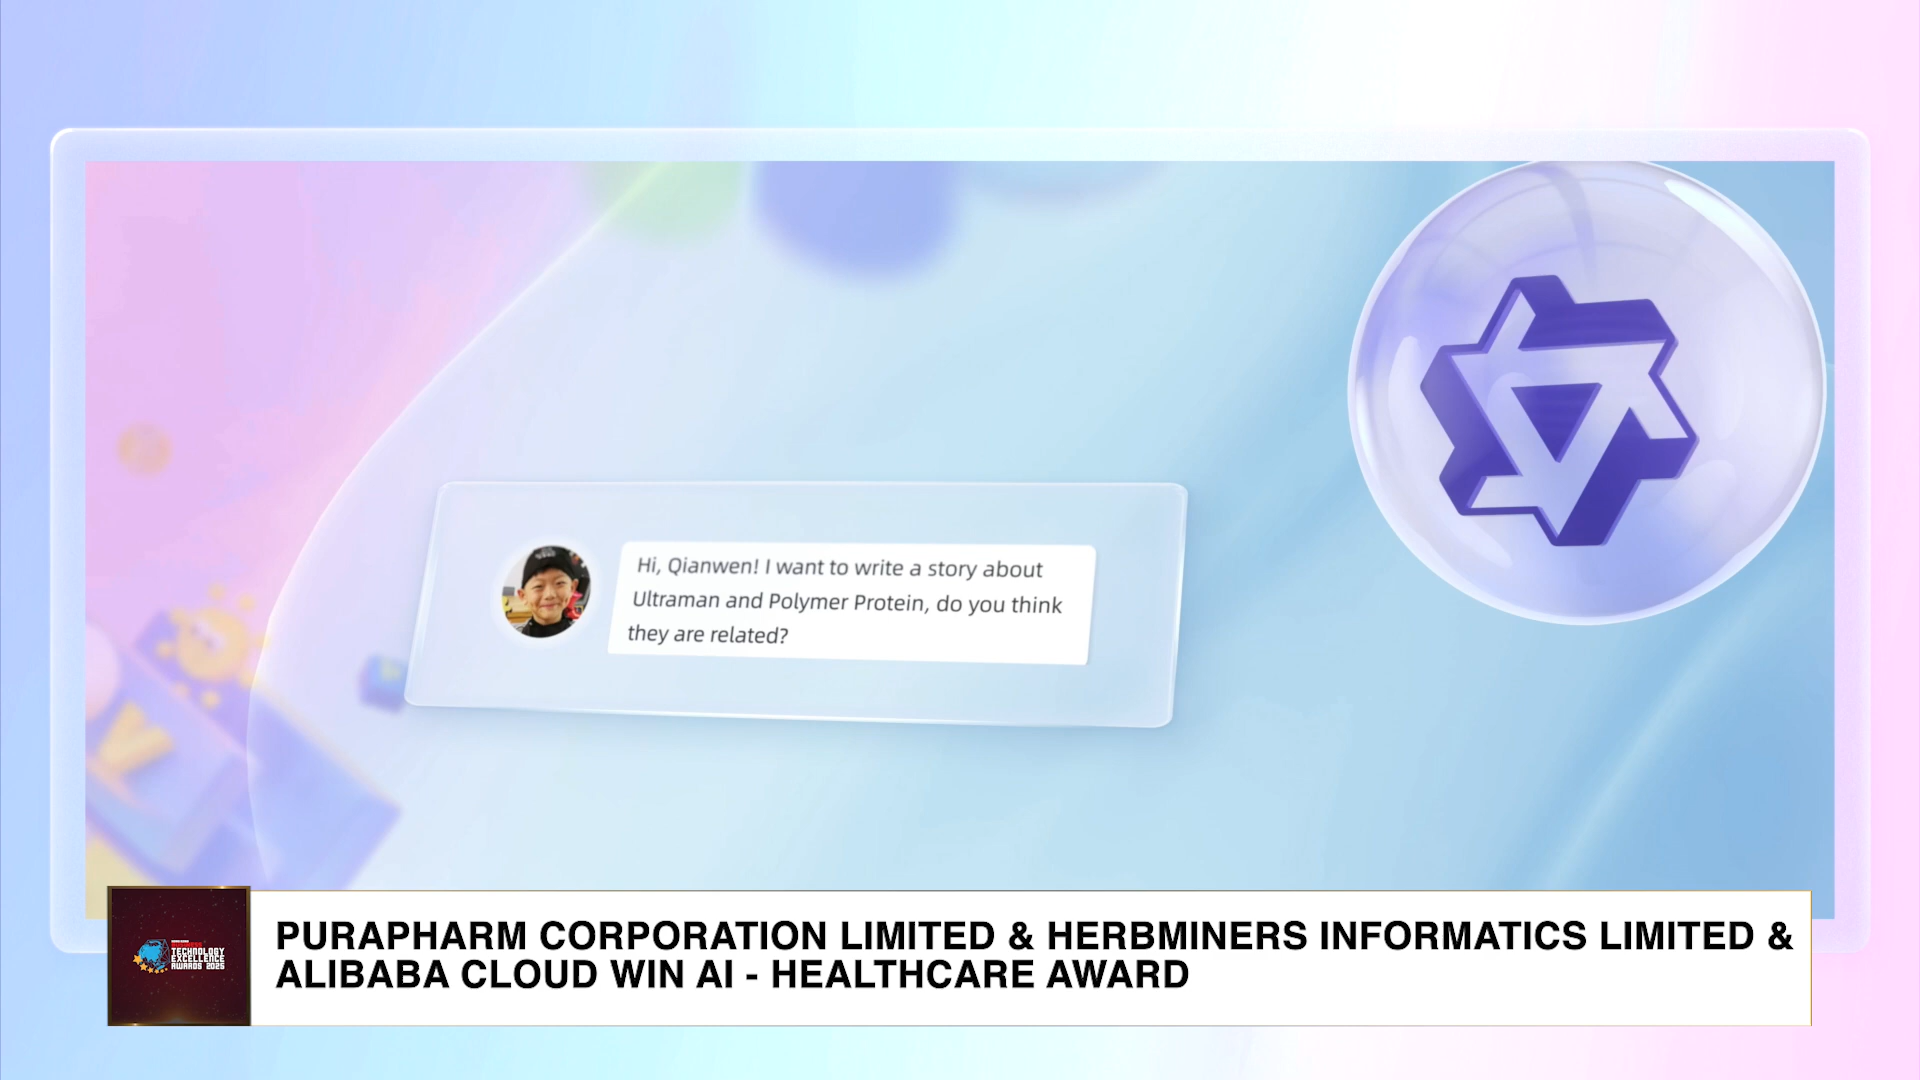 Hi, Qianwen! I want to write a story about
Ultraman and Polymer Protein, do you think
they are related?
TECHNOLOGY
EXCELLENCE
AWARDS 2025
PURAPHARM CORPORATION LIMITED & HERBMINERS INFORMATICS LIMITED &
ALIBABA CLOUD WIN AI - HEALTHCARE AWARD